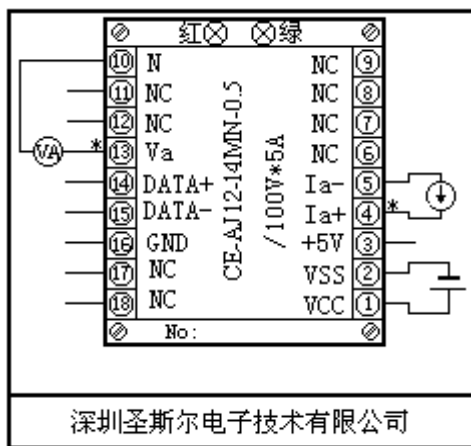 红 绿
⑩ N NC ⑨
⑪ NC NC ⑧
⑫ NC NC ⑦
VA * ⑬ Va NC ⑥
⑭ DATA+ Ia- ⑤
⑮ DATA- Ia+ ④ *
⑯ GND +5V ③
⑰ NC VSS ②
⑱ NC VCC ①
CE-AJ12-14MN-0.5
/100V*5A
No:
深圳圣斯尔电子技术有限公司